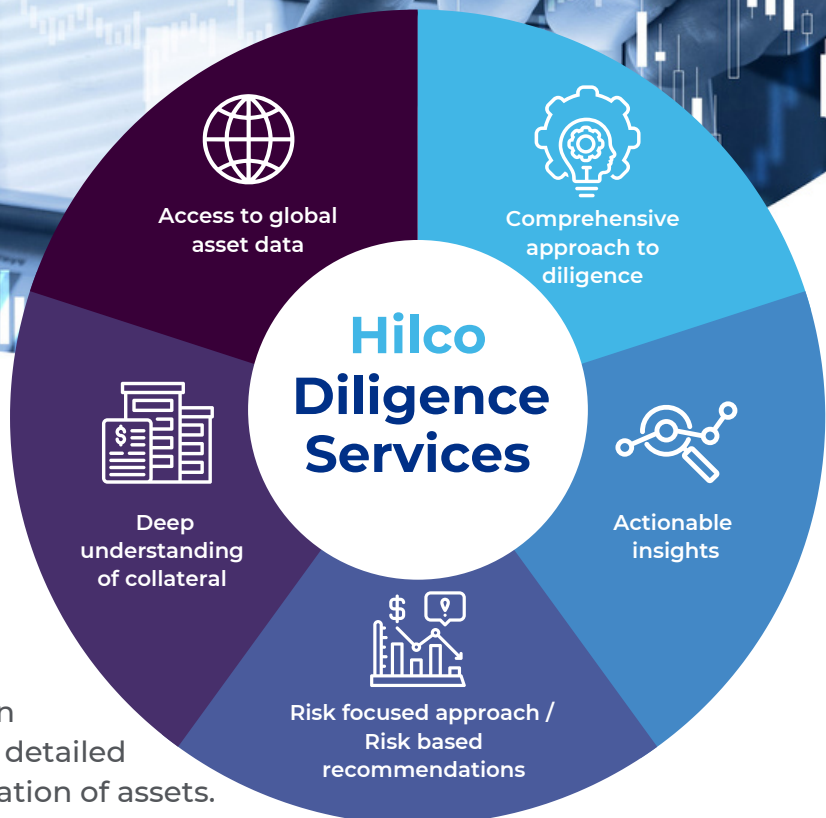 Access to global
asset data
Comprehensive
approach to
diligence
Hilco
Diligence
Services
Deep
understanding
of collateral
Actionable
insights
$
$
Risk focused approach /
Risk based
recommendations
detailed
of assets.